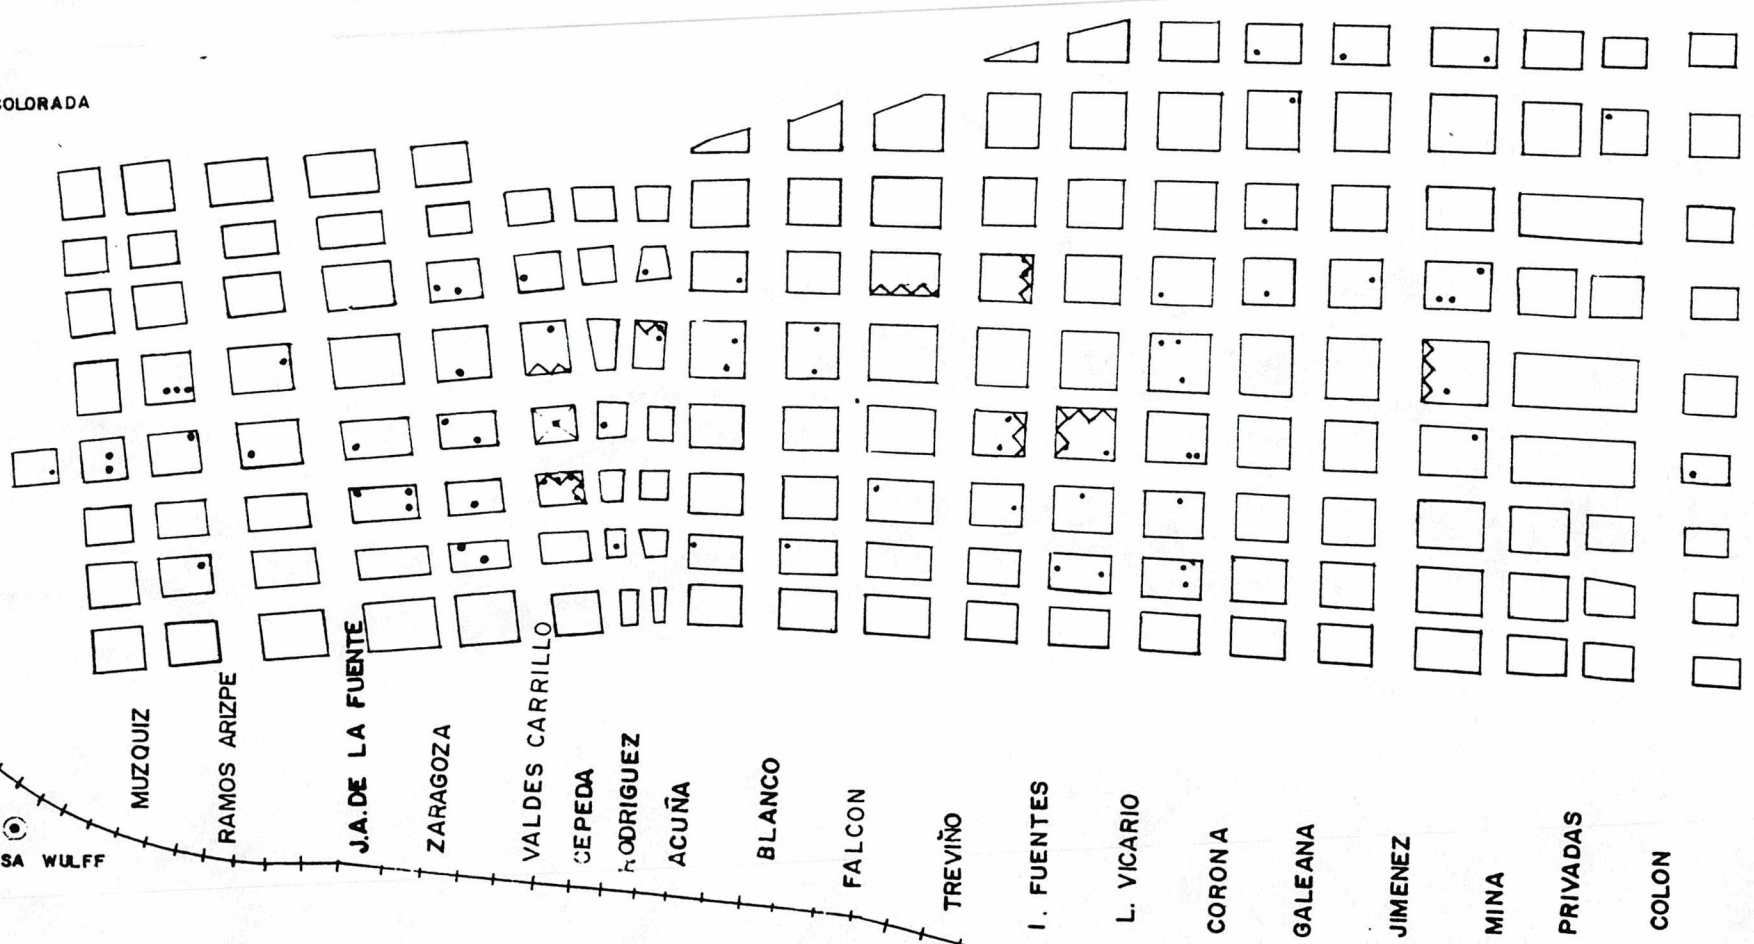 COLORADA
MUZQUIZ
RAMOS ARIZPE
J.A. DE LA FUENTE
ZARAGOZA
VALDES CARRILLO
CEPEDA
RODRIGUEZ
ACUÑA
BLANCO
FALCON
TREVIÑO
I. FUENTES
L. VICARIO
CORONA
GALEANA
JIMENEZ
MINA
PRIVADAS
COLON
SA WULFF